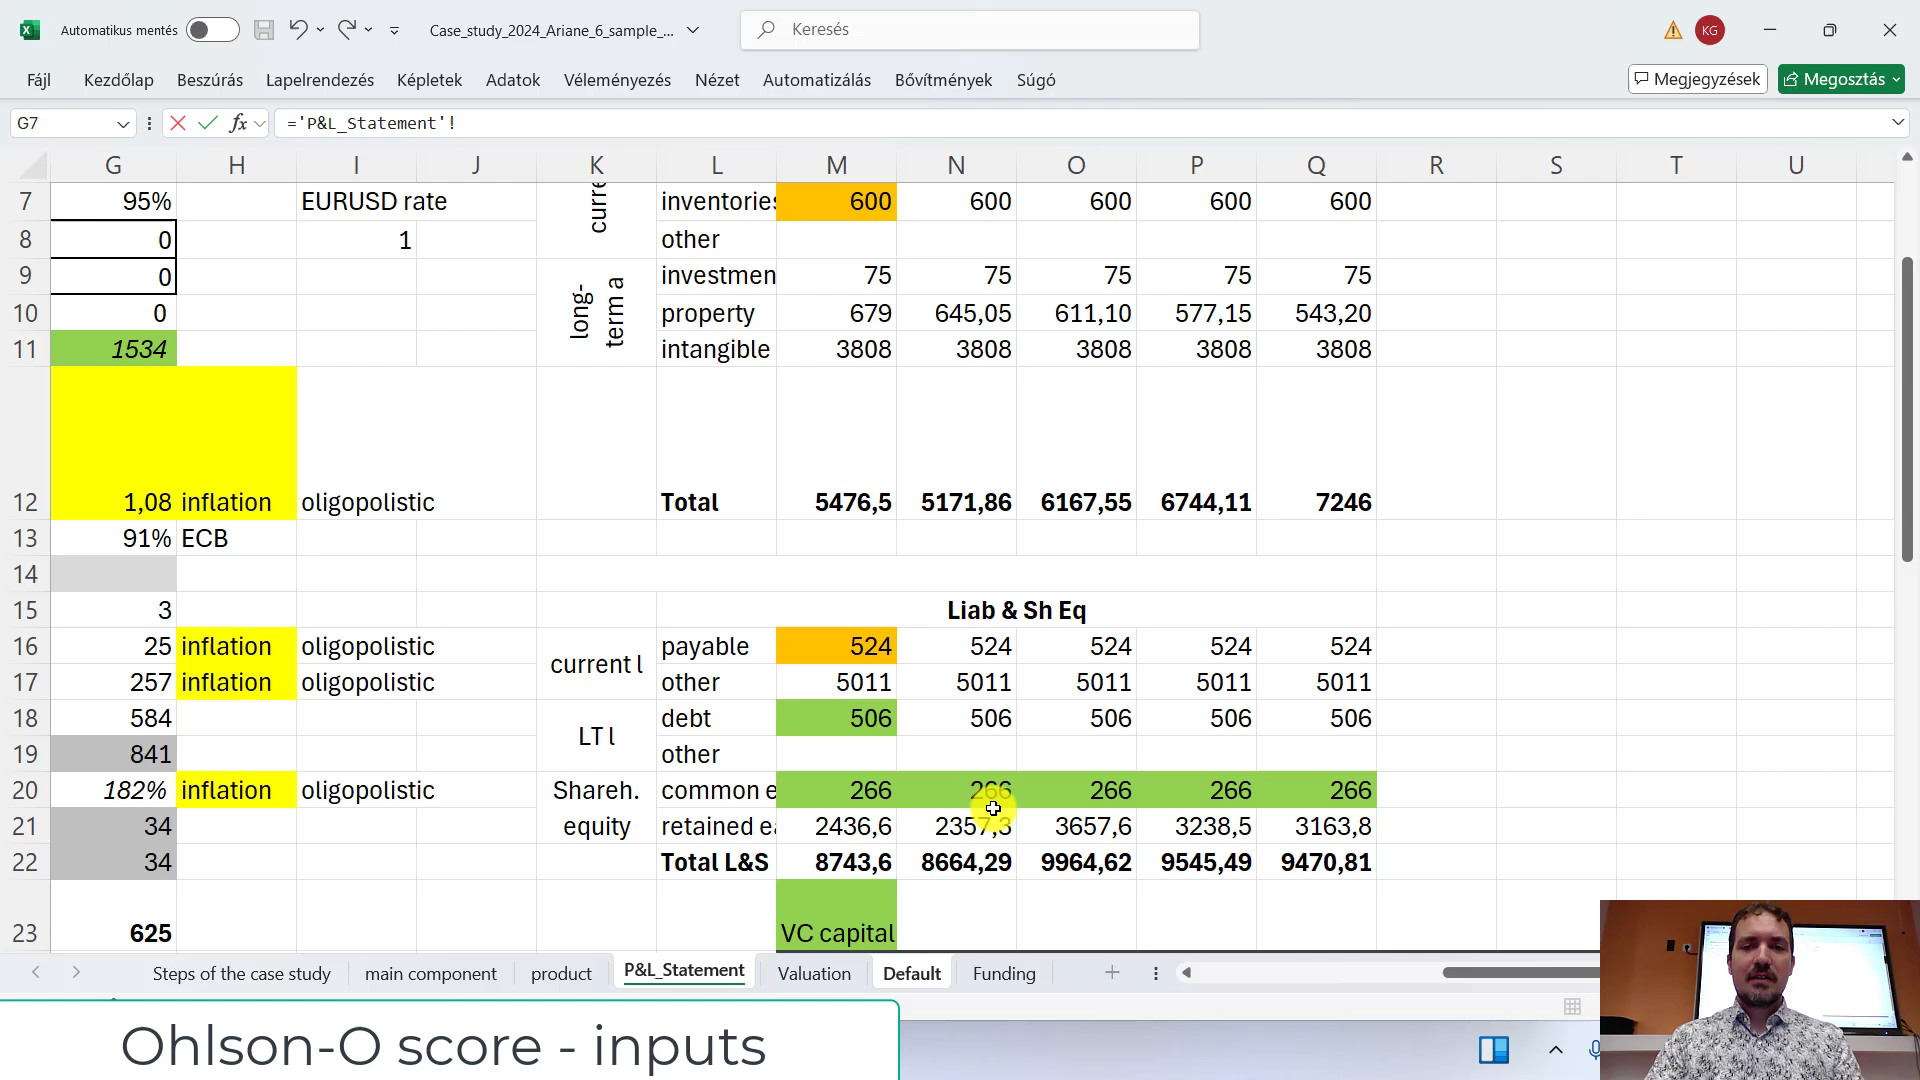 Automatikus mentés Case_study_2024_Ariane_6_sample_... Keresés KG
Fájl Kezdőlap Beszúrás Lapelrendezés Képletek Adatok Véleményezés Nézet Automatizálás Bővítmények Súgó Megjegyzések Megosztás
G7 fx ='P&L_Statement'!
G H I J K L M N O P Q R S T U
7 95% EURUSD rate curre inventories 600 600 600 600 600
8 0 1 other
9 0 long-term a investmen 75 75 75 75 75
10 0 property 679 645,05 611,10 577,15 543,20
11 1534 intangible 3808 3808 3808 3808 3808
12 1,08 inflation oligopolistic Total 5476,5 5171,86 6167,55 6744,11 7246
13 91% ECB
14
15 3 Liab & Sh Eq
16 25 inflation oligopolistic current l payable 524 524 524 524 524
17 257 inflation oligopolistic other 5011 5011 5011 5011 5011
18 584 LT l debt 506 506 506 506 506
19 841 other
20 182% inflation oligopolistic Shareh. common e 266 266 266 266 266
21 34 equity retained ea 2436,6 2357,3 3657,6 3238,5 3163,8
22 34 Total L&S 8743,6 8664,29 9964,62 9545,49 9470,81
23 625 VC capital
Steps of the case study main component product P&L_Statement Valuation Default Funding
Ohlson-O score - inputs